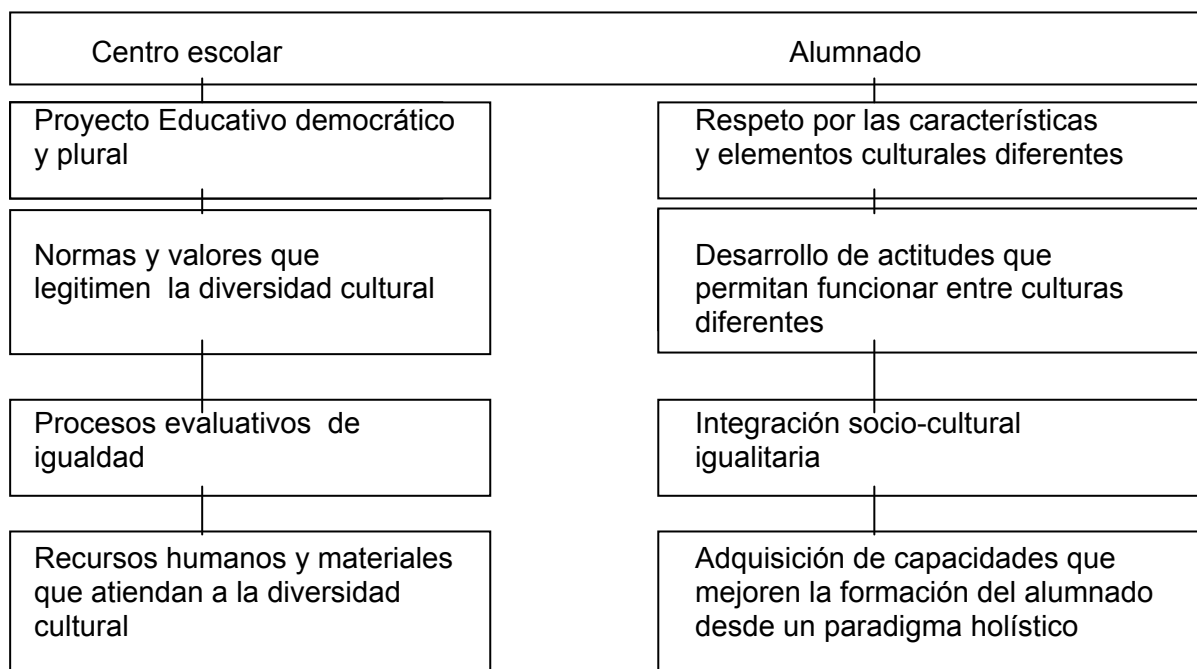 Centro escolar
Alumnado
Proyecto Educativo democrático
y plural
Respeto por las características
y elementos culturales diferentes
Normas y valores que
legitimen la diversidad cultural
Desarrollo de actitudes que
permitan funcionar entre culturas
diferentes
Procesos evaluativos de
igualdad
Integración socio-cultural
igualitaria
Recursos humanos y materiales
que atiendan a la diversidad
cultural
Adquisición de capacidades que
mejoren la formación del alumnado
desde un paradigma holístico